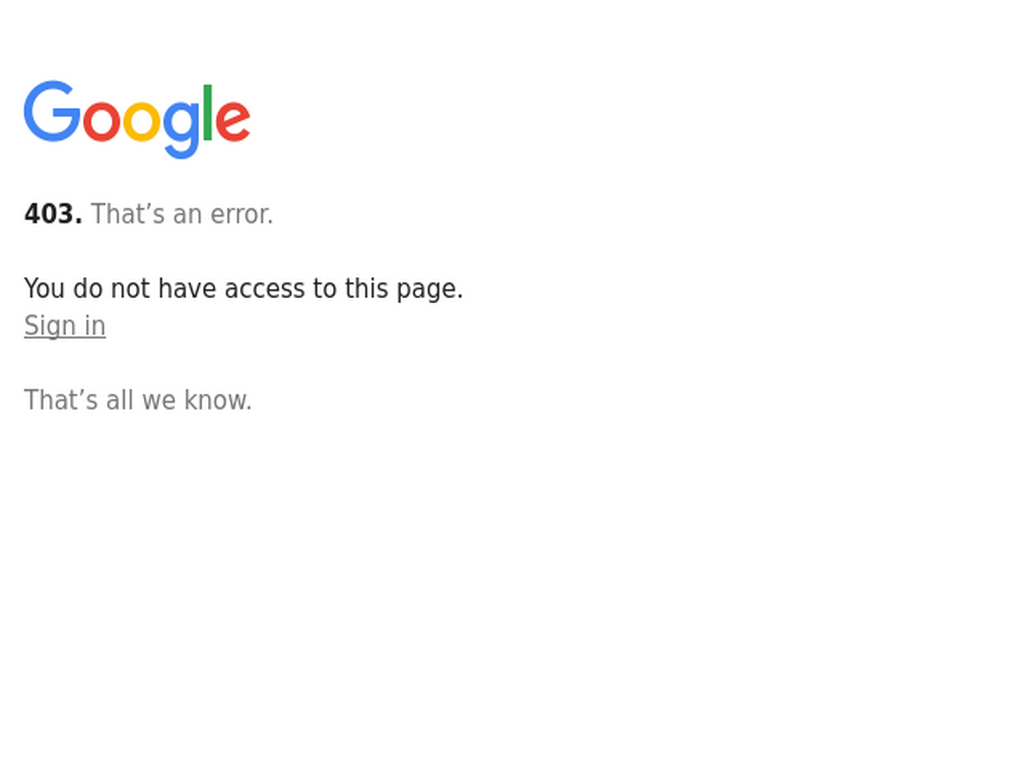 Google
403. That’s an error.
You do not have access to this page.
Sign in
That’s all we know.